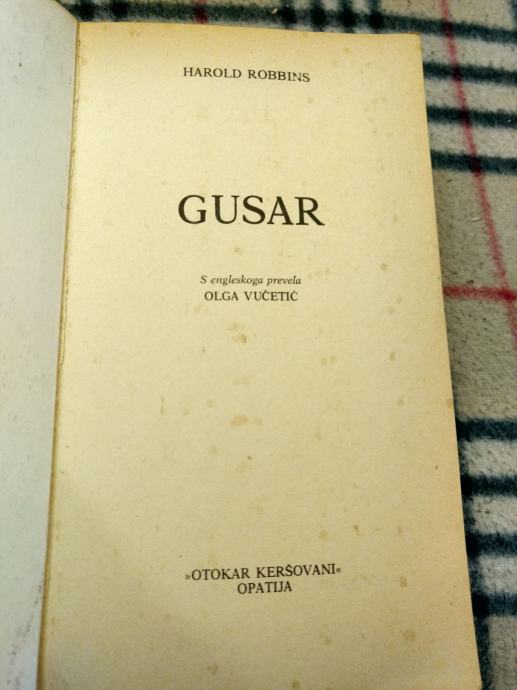 HAROLD ROBBINS
GUSAR
S engleskoga prevela
OLGA VUČETIĆ
»OTOKAR KERŠOVANI«
OPATIJA